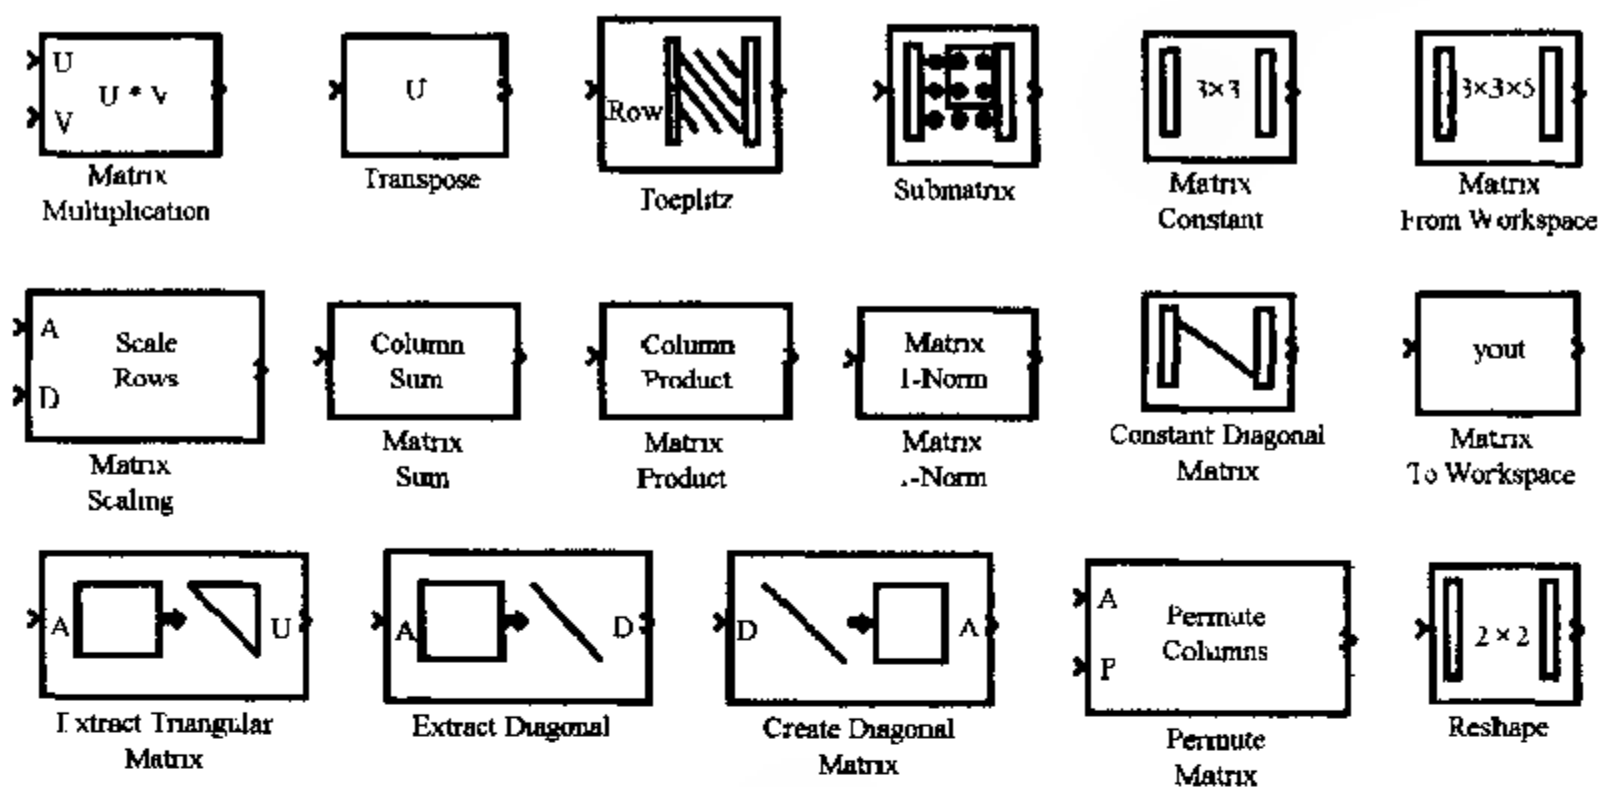 U
V
U * V
Matrix
Multiplication
U
Transpose
Row
Toeplitz
Submatrix
3×3
Matrix
Constant
3×3×5
Matrix
From Workspace
A
D
Scale
Rows
Matrix
Scaling
Column
Sum
Matrix
Sum
Column
Product
Matrix
Product
Matrix
1-Norm
Matrix
-Norm
Constant Diagonal
Matrix
yout
Matrix
To Workspace
A
U
Extract Triangular
Matrix
A
D
Extract Diagonal
D
A
Create Diagonal
Matrix
A
P
Permute
Columns
Permute
Matrix
2×2
Reshape